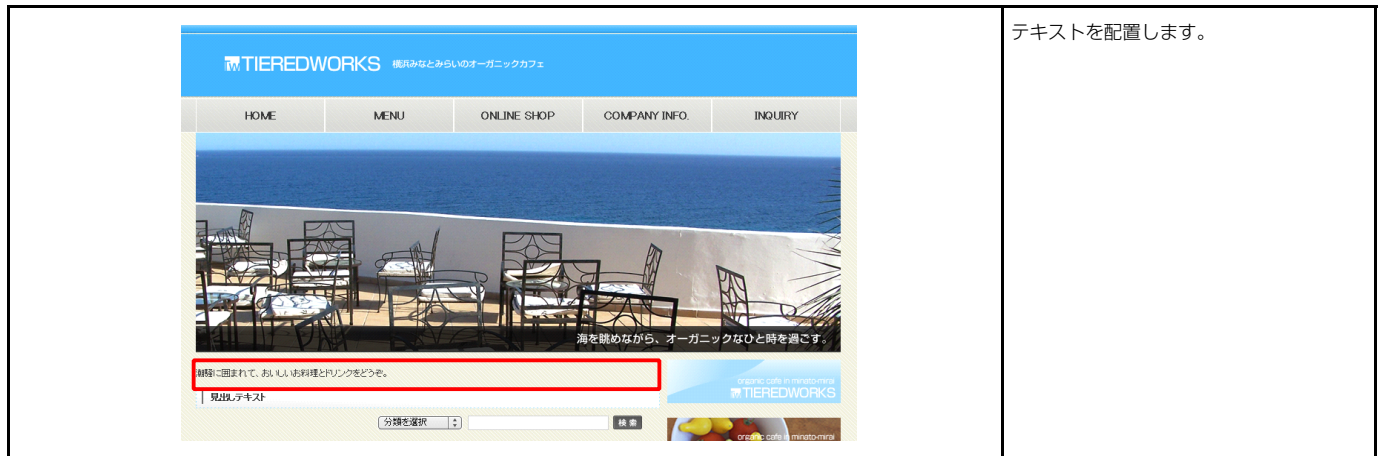 テキストを配置します。
TW TIEREDWORKS 横浜みなとみらいのオーガニックカフェ
HOME MENU ONLINE SHOP COMPANY INFO. INQUIRY
海を眺めながら、オーガニックなひと時を過ごす。
潮騒に囲まれて、おいしいお料理とドリンクをどうぞ。
organic cafe in minato-mirai
TW TIEREDWORKS
見出しテキスト
分類を選択 検索
organic cafe in minato-mirai